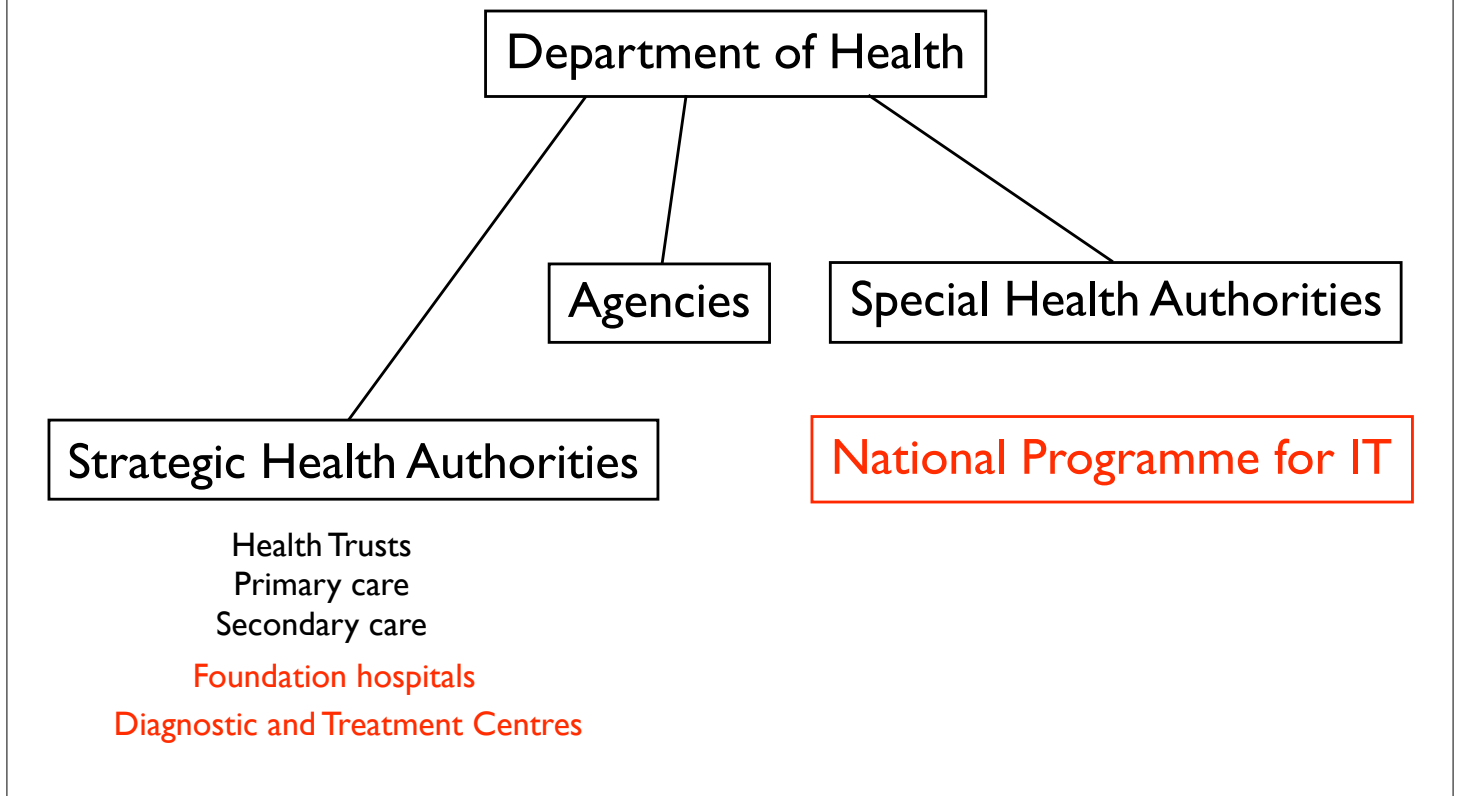 Department of Health
Agencies
Special Health Authorities
Strategic Health Authorities
National Programme for IT
Health Trusts
Primary care
Secondary care
Foundation hospitals
Diagnostic and Treatment Centres